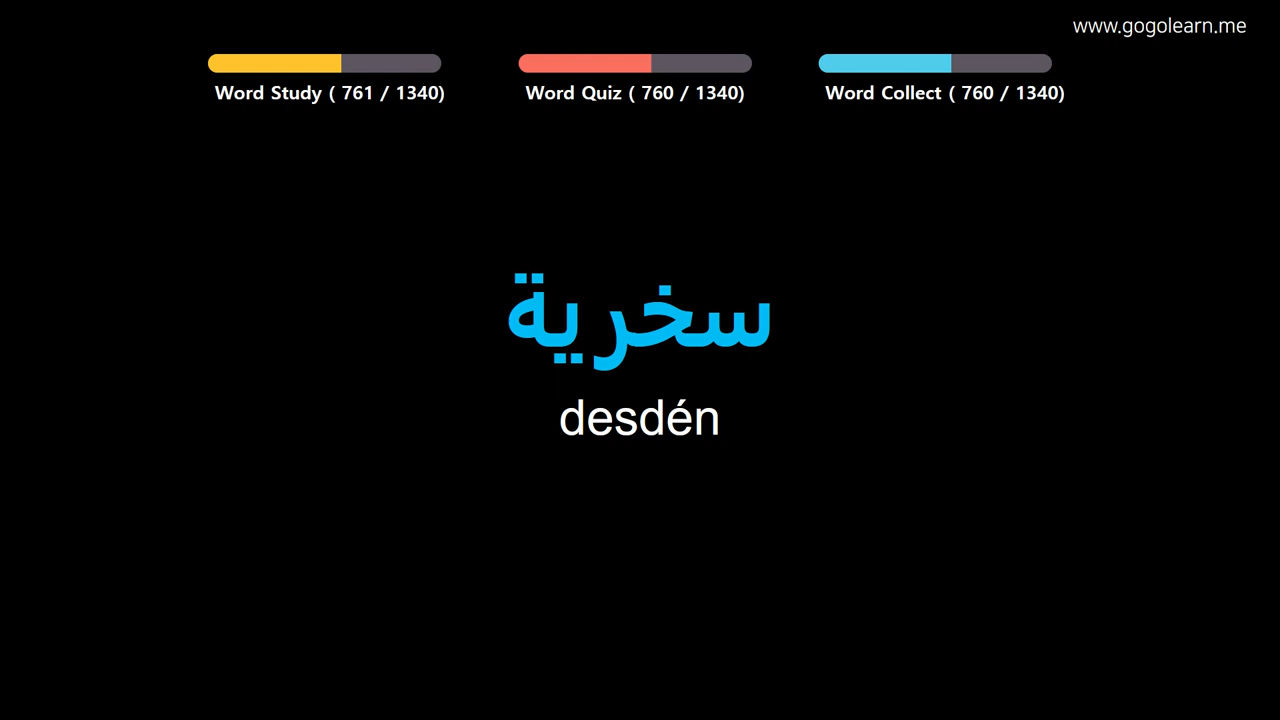 www.gogolearn.me
Word Study ( 761 / 1340)
Word Quiz ( 760 / 1340)
Word Collect ( 760 / 1340)
سخرية
desdén